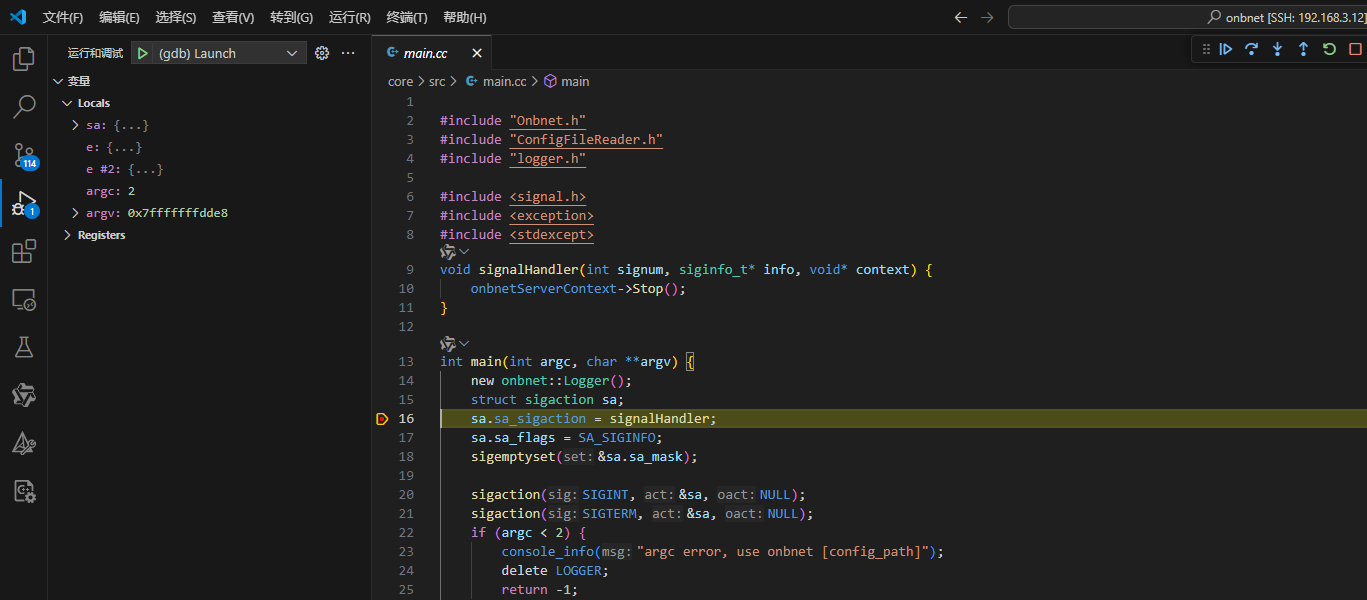 文件(F) 编辑(E) 选择(S) 查看(V) 转到(G) 运行(R) 终端(T) 帮助(H) onbnet [SSH: 192.168.3.12]
运行和调试 (gdb) Launch
变量
Locals
sa: {...}
e: {...}
e #2: {...}
argc: 2
argv: 0x7fffffffdde8
Registers
114
1
main.cc
core > src > main.cc > main
1
2 #include "Onbnet.h"
3 #include "ConfigFileReader.h"
4 #include "logger.h"
5
6 #include <signal.h>
7 #include <exception>
8 #include <stdexcept>
9 void signalHandler(int signum, siginfo_t* info, void* context) {
10 onbnetServerContext->Stop();
11 }
12
13 int main(int argc, char **argv) {
14 new onbnet::Logger();
15 struct sigaction sa;
16 sa.sa_sigaction = signalHandler;
17 sa.sa_flags = SA_SIGINFO;
18 sigemptyset(set: &sa.sa_mask);
19
20 sigaction(sig: SIGINT, act: &sa, oact: NULL);
21 sigaction(sig: SIGTERM, act: &sa, oact: NULL);
22 if (argc < 2) {
23 console_info(msg: "argc error, use onbnet [config_path]");
24 delete LOGGER;
25 return -1;